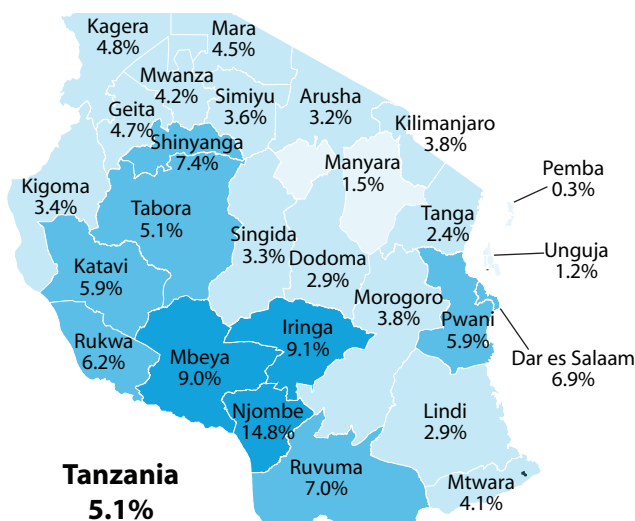 Kagera
4.8%
Mara
4.5%
Mwanza
4.2%
Simiyu
3.6%
Arusha
3.2%
Geita
4.7%
Kilimanjaro
3.8%
Shinyanga
7.4%
Manyara
1.5%
Pemba
0.3%
Kigoma
3.4%
Tabora
5.1%
Tanga
2.4%
Singida
3.3%
Dodoma
2.9%
Unguja
1.2%
Katavi
5.9%
Morogoro
3.8%
Pwani
5.9%
Rukwa
6.2%
Mbeya
9.0%
Iringa
9.1%
Dar es Salaam
6.9%
Njombe
14.8%
Lindi
2.9%
Ruvuma
7.0%
Mtwara
4.1%
Tanzania
5.1%